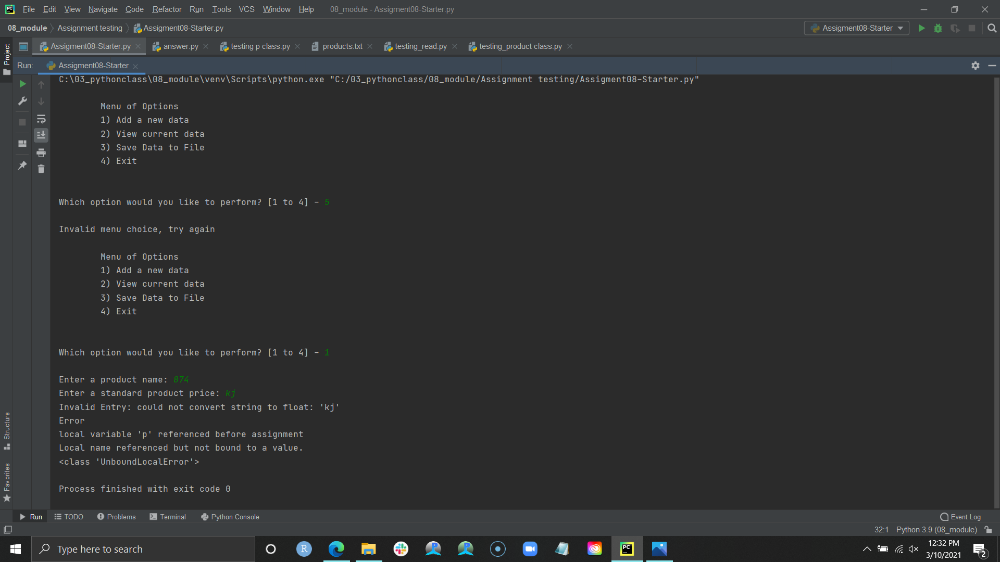 File Edit View Navigate Code Refactor Run Tools VCS Window Help 08_module - Assigment08-Starter.py
08_module Assignment testing Assigment08-Starter.py Assigment08-Starter
Project
Assigment08-Starter.py answer.py testing p class.py products.txt testing_read.py testing_product class.py
Run: Assigment08-Starter
C:\03_pythonclass\08_module\venv\Scripts\python.exe "C:/03_pythonclass/08_module/Assignment testing/Assigment08-Starter.py"
Menu of Options
1) Add a new data
2) View current data
3) Save Data to File
4) Exit
Which option would you like to perform? [1 to 4] - 5
Invalid menu choice, try again
Menu of Options
1) Add a new data
2) View current data
3) Save Data to File
4) Exit
Which option would you like to perform? [1 to 4] - 1
Enter a product name: 874
Enter a standard product price: kj
Invalid Entry: could not convert string to float: 'kj'
Error
local variable 'p' referenced before assignment
Local name referenced but not bound to a value.
<class 'UnboundLocalError'>
Process finished with exit code 0
Structure
Favorites
Run TODO Problems Terminal Python Console Event Log
32:1 Python 3.9 (08_module)
Type here to search
R
PC
12:32 PM
3/10/2021
2